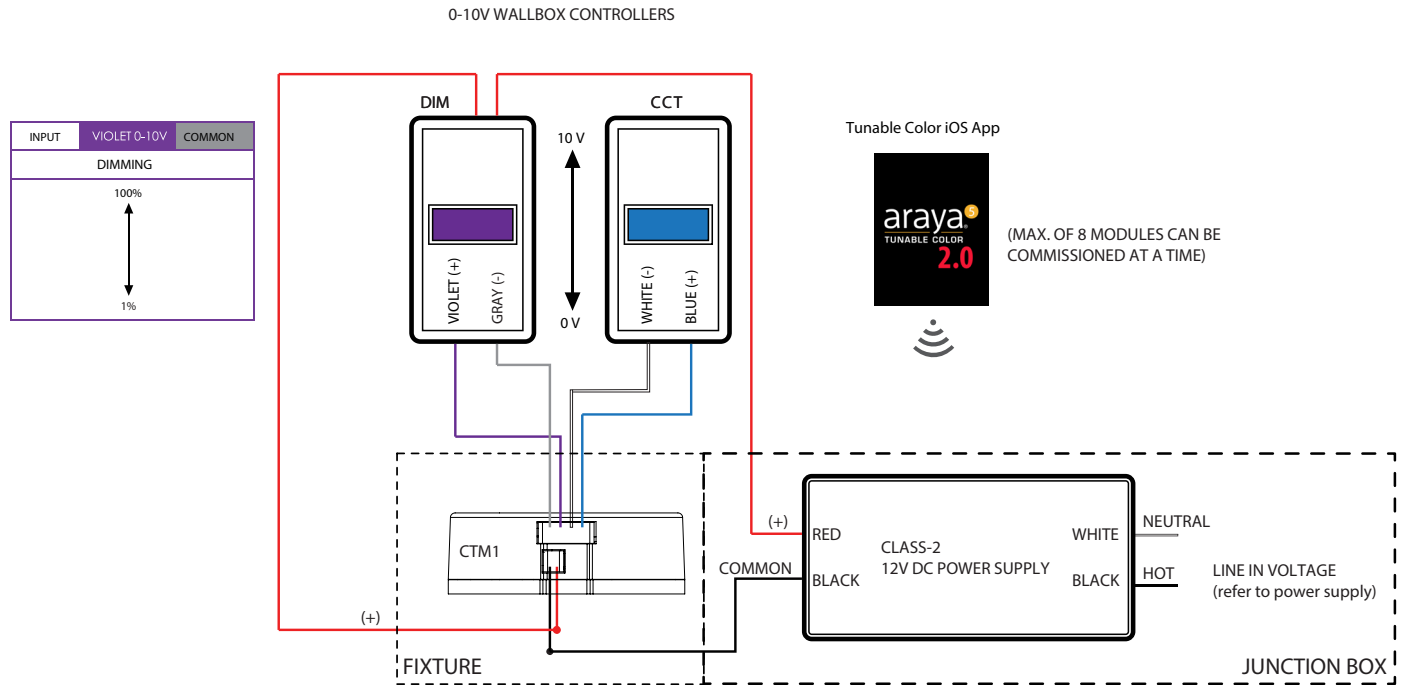 0-10V WALLBOX CONTROLLERS
DIM
CCT
INPUT
VIOLET 0-10V
COMMON
DIMMING
100%
1%
10 V
0 V
VIOLET (+)
GRAY (-)
WHITE (-)
BLUE (+)
Tunable Color iOS App
araya 5
TUNABLE COLOR
2.0
(MAX. OF 8 MODULES CAN BE
COMMISSIONED AT A TIME)
CTM1
(+)
FIXTURE
(+)
COMMON
RED
BLACK
CLASS-2
12V DC POWER SUPPLY
WHITE
BLACK
NEUTRAL
HOT
LINE IN VOLTAGE
(refer to power supply)
JUNCTION BOX